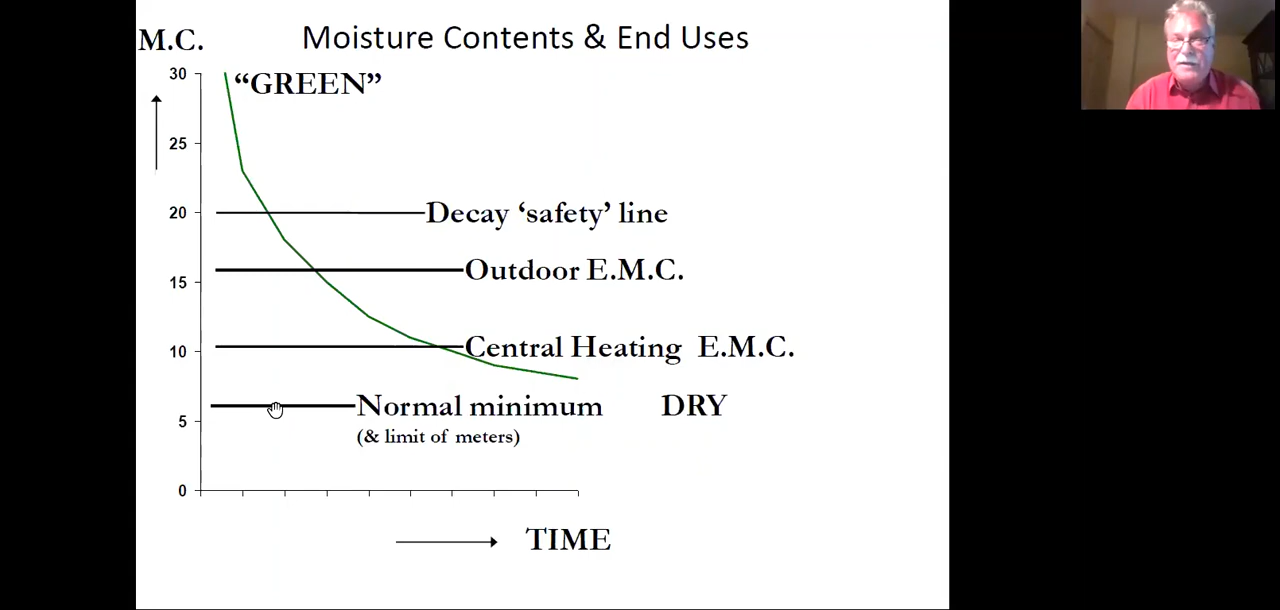 M.C.
Moisture Contents & End Uses
30
“GREEN”
25
20
Decay ‘safety’ line
Outdoor E.M.C.
15
Central Heating E.M.C.
10
Normal minimum DRY
5
(& limit of meters)
0
TIME